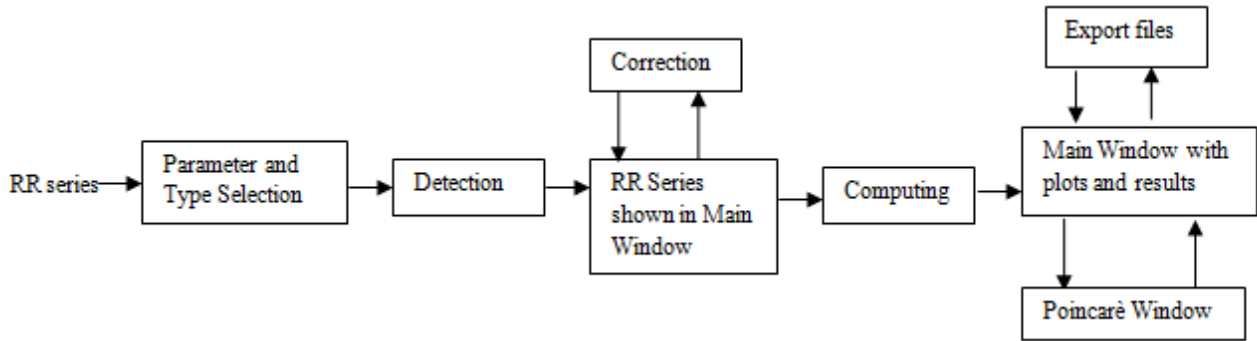 Export files
Correction
RR series
Parameter and
Type Selection
Detection
RR Series
shown in Main
Window
Computing
Main Window with
plots and results
Poincarè Window